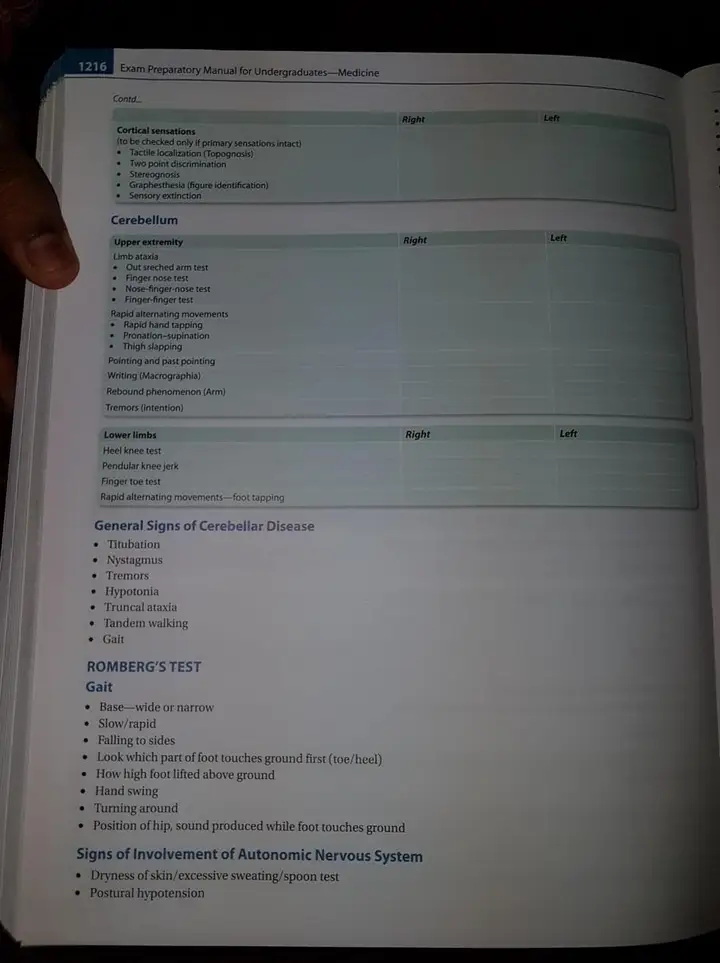 1216 Exam Preparatory Manual for Undergraduates—Medicine
Contd...
Right Left
Cortical sensations
(to be checked only if primary sensations intact)
• Tactile localization (Topognosis)
• Two point discrimination
• Stereognosis
• Graphesthesia (figure identification)
• Sensory extinction
Cerebellum
Upper extremity Right Left
Limb ataxia
• Out sreched arm test
• Finger nose test
• Nose-finger-nose test
• Finger-finger test
Rapid alternating movements
• Rapid hand tapping
• Pronation–supination
• Thigh slapping
Pointing and past pointing
Writing (Macrographia)
Rebound phenomenon (Arm)
Tremors (intention)
Lower limbs Right Left
Heel knee test
Pendular knee jerk
Finger toe test
Rapid alternating movements—foot tapping
General Signs of Cerebellar Disease
• Titubation
• Nystagmus
• Tremors
• Hypotonia
• Truncal ataxia
• Tandem walking
• Gait
ROMBERG'S TEST
Gait
• Base—wide or narrow
• Slow/rapid
• Falling to sides
• Look which part of foot touches ground first (toe/heel)
• How high foot lifted above ground
• Hand swing
• Turning around
• Position of hip, sound produced while foot touches ground
Signs of Involvement of Autonomic Nervous System
• Dryness of skin/excessive sweating/spoon test
• Postural hypotension